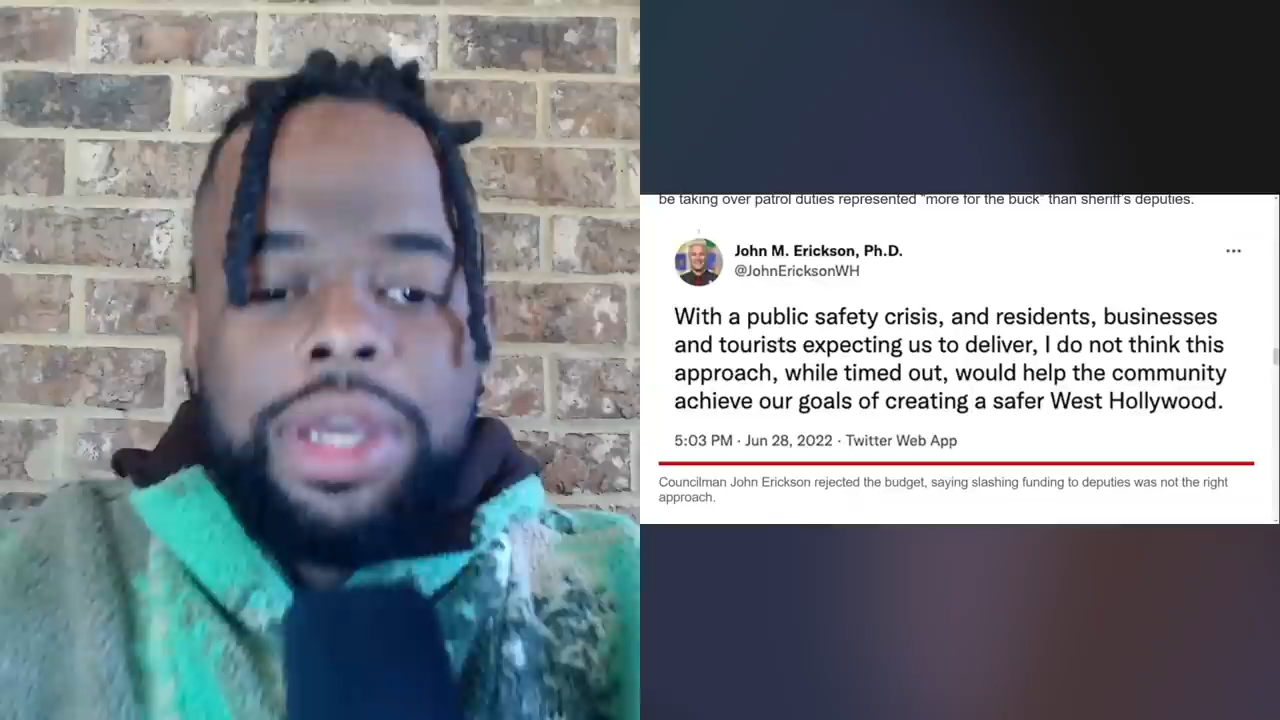 be taking over patrol duties represented "more for the buck" than sheriff's deputies.
John M. Erickson, Ph.D.
@JohnEricksonWH
With a public safety crisis, and residents, businesses
and tourists expecting us to deliver, I do not think this
approach, while timed out, would help the community
achieve our goals of creating a safer West Hollywood.
5:03 PM · Jun 28, 2022 · Twitter Web App
Councilman John Erickson rejected the budget, saying slashing funding to deputies was not the right
approach.